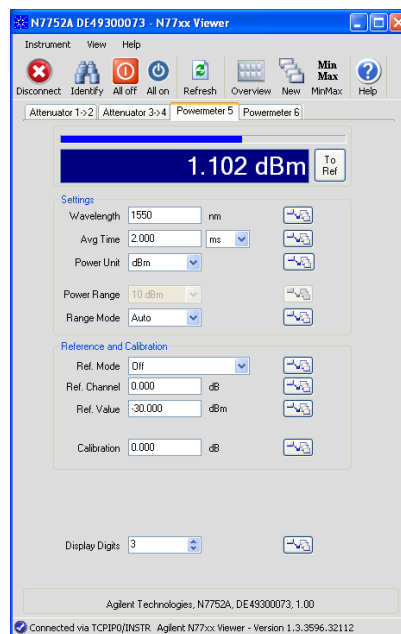 N7752A DE49300073 - N77xx Viewer
Instrument View Help
Disconnect Identify All off All on Refresh Overview New MinMax Help
Min
Max
Attenuator 1->2 Attenuator 3->4 Powermeter 5 Powermeter 6
1.102 dBm To
Ref
Settings
Wavelength 1550 nm
Avg Time 2.000 ms
Power Unit dBm
Power Range 10 dBm
Range Mode Auto
Reference and Calibration
Ref. Mode Off
Ref. Channel 0.000 dB
Ref. Value -30.000 dBm
Calibration 0.000 dB
Display Digits 3
Agilent Technologies, N7752A, DE49300073, 1.00
Connected via TCPIP0/INSTR Agilent N77xx Viewer - Version 1.3.3596.32112